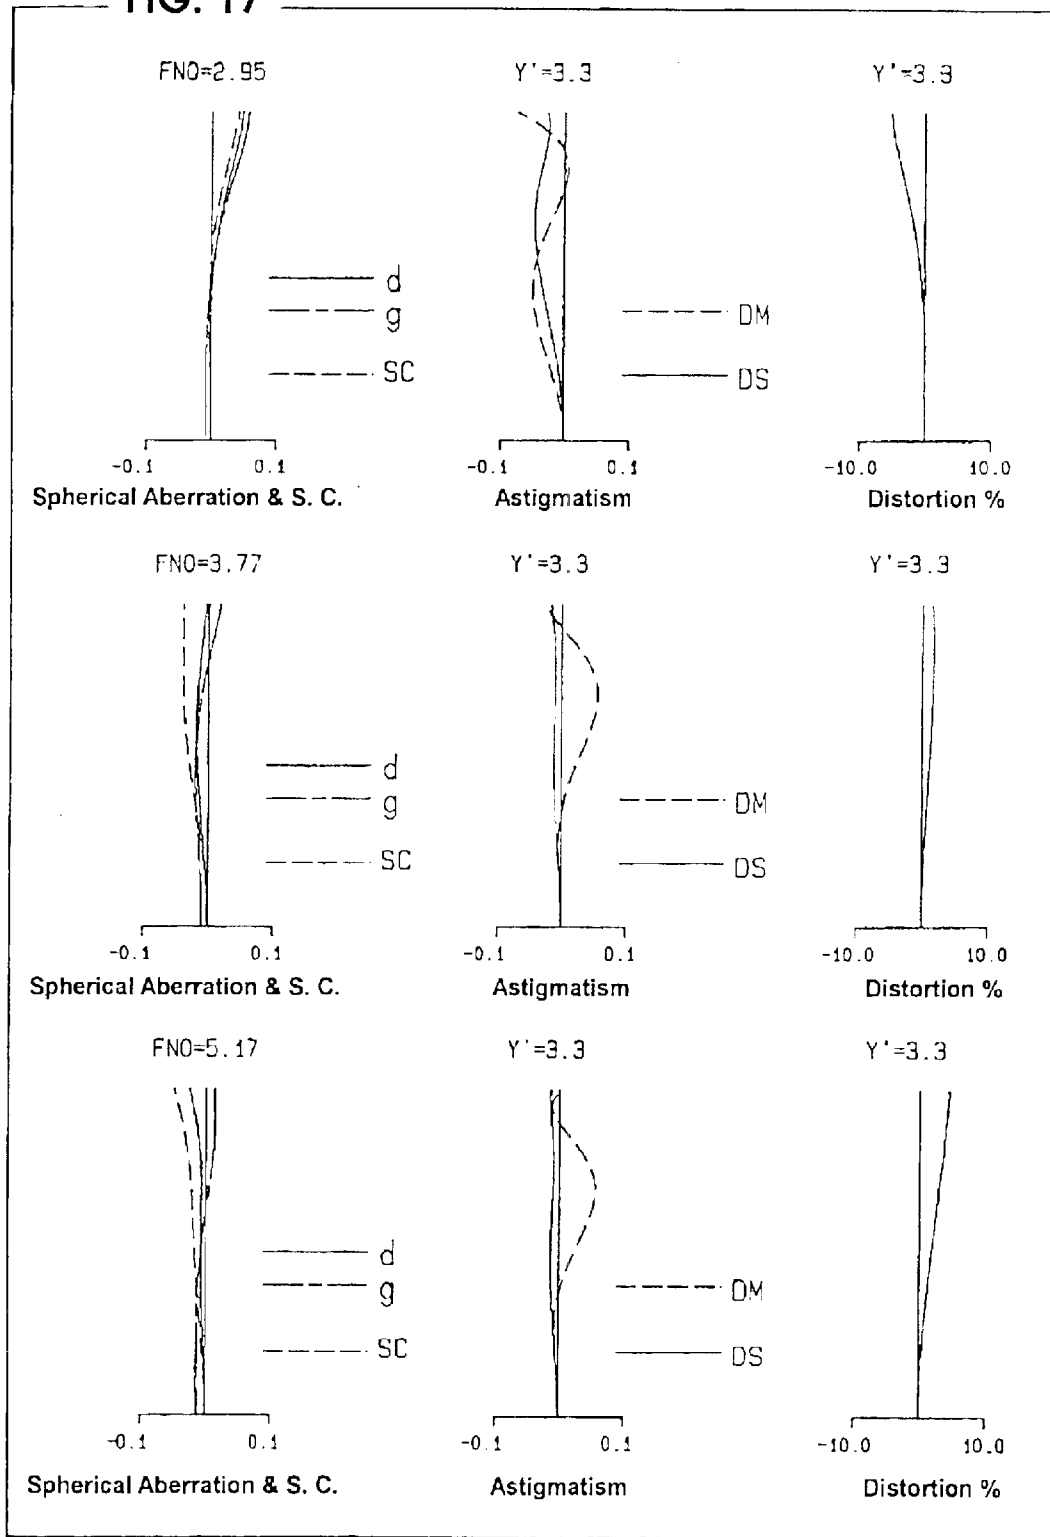 FIG. 17
FNO=2.95 Y'=3.3 Y'=3.3
d
g DM
SC DS
-0.1 0.1 -0.1 0.1 -10.0 10.0
Spherical Aberration & S. C. Astigmatism Distortion %
FNO=3.77 Y'=3.3 Y'=3.3
d
g DM
SC DS
-0.1 0.1 -0.1 0.1 -10.0 10.0
Spherical Aberration & S. C. Astigmatism Distortion %
FNO=5.17 Y'=3.3 Y'=3.3
d
g DM
SC DS
-0.1 0.1 -0.1 0.1 -10.0 10.0
Spherical Aberration & S. C. Astigmatism Distortion %